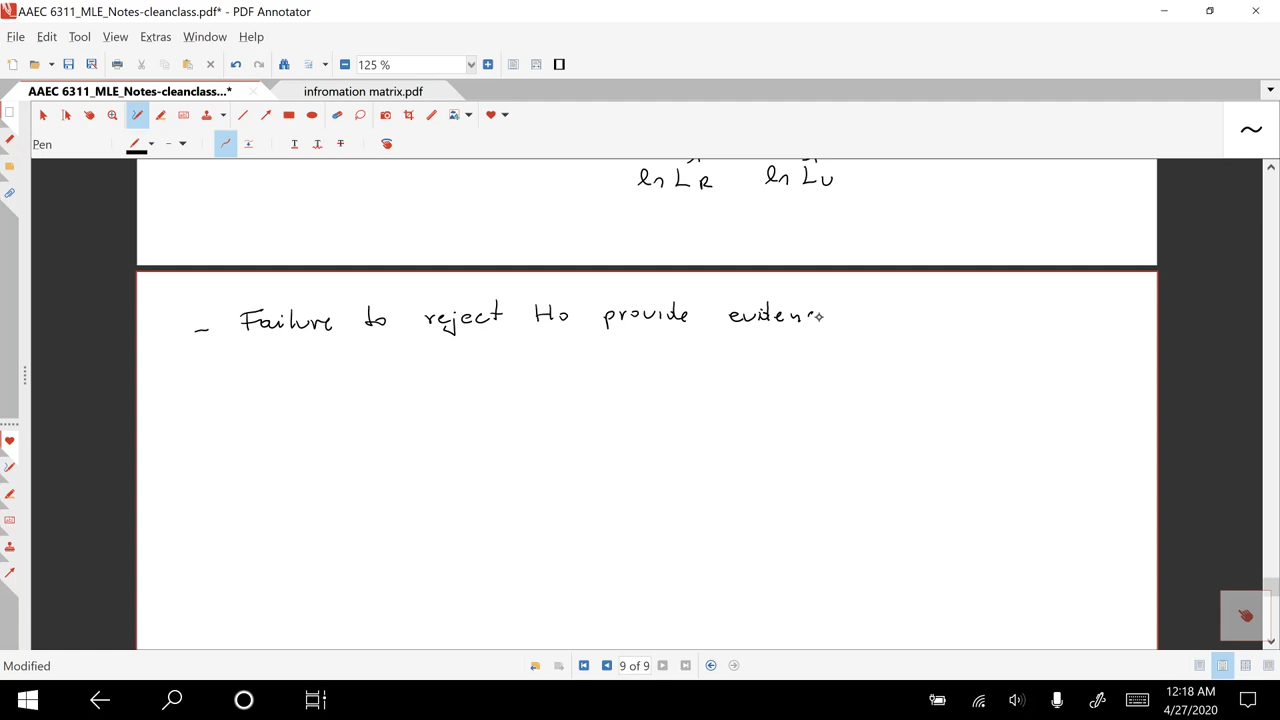 AAEC 6311_MLE_Notes-cleanclass.pdf* - PDF Annotator
File Edit Tool View Extras Window Help
125 %
AAEC 6311_MLE_Notes-cleanclass...* infromation matrix.pdf
Pen
ln L R ln L U
- Failure to reject Ho provide eviden
Modified
9 of 9
12:18 AM
4/27/2020